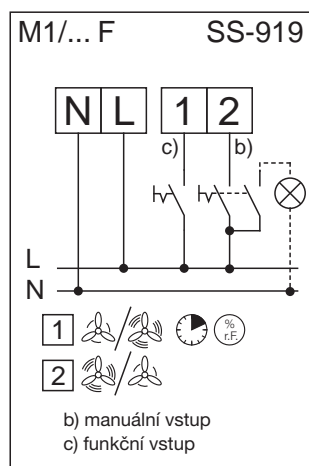 M1/... F SS-919
N L 1 2
c) b)
L
N
1 % r.F.
2
b) manuální vstup
c) funkční vstup